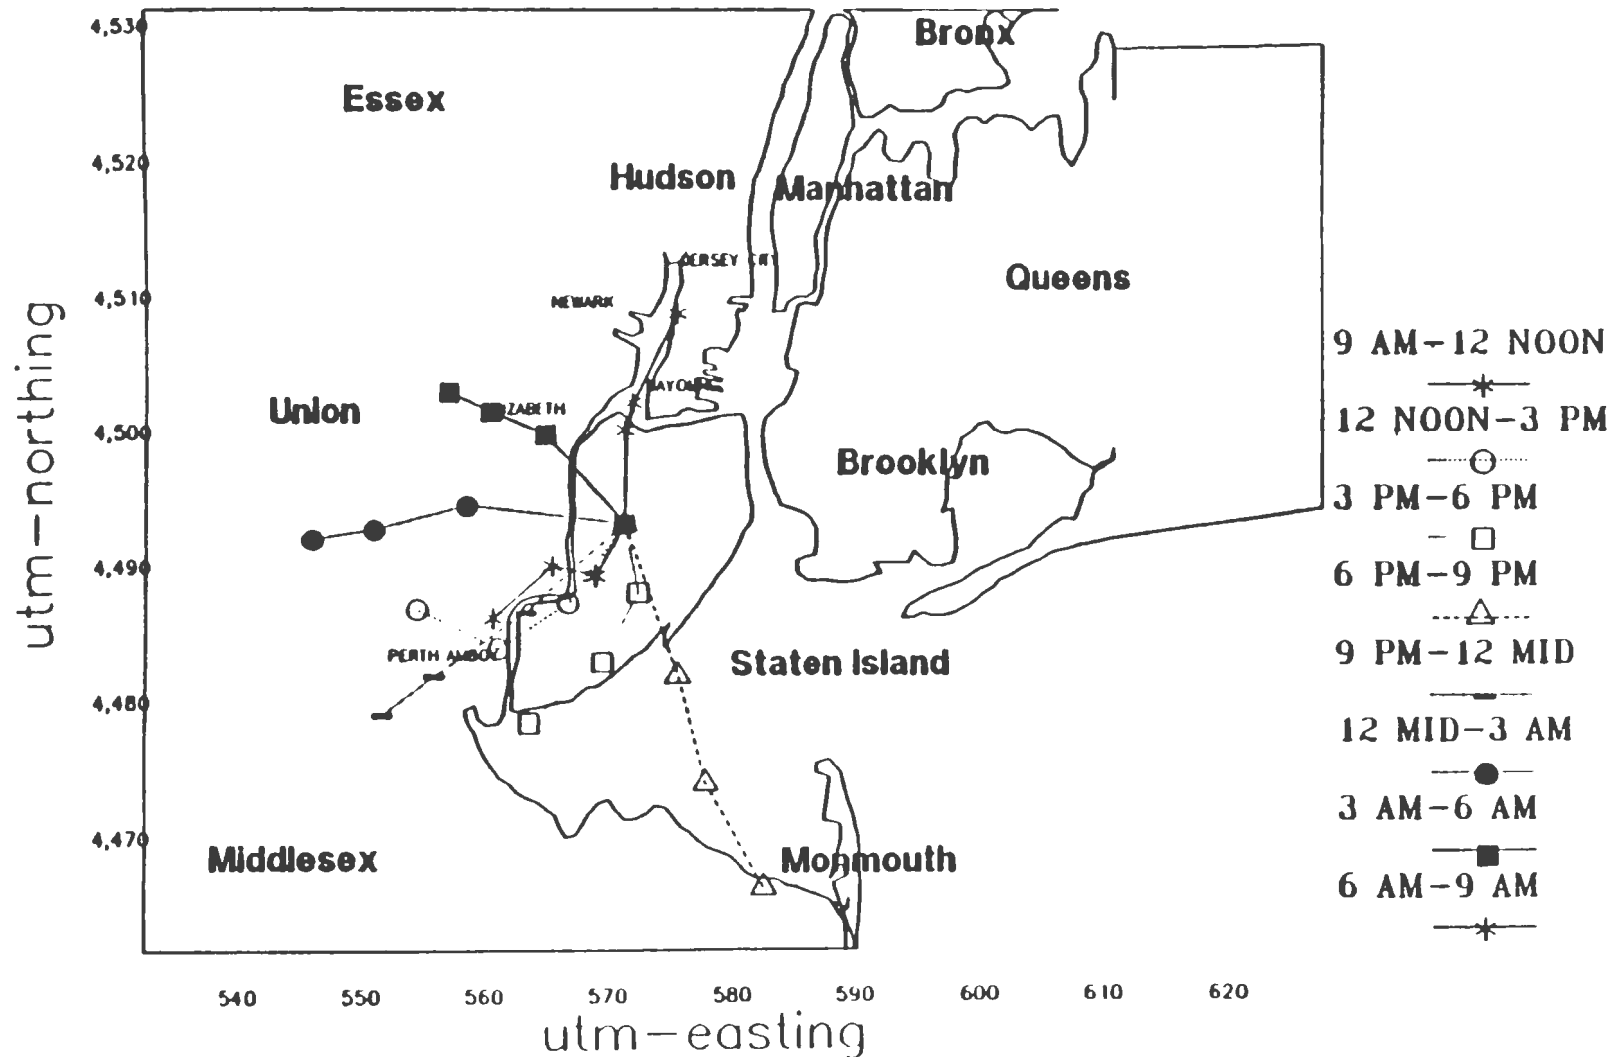 4,530
Bronx
Essex
4,520
Hudson
Manhattan
JERSEY CITY
Queens
4,510
NEWARK
9 AM-12 NOON
BAYONNE
Union
IZABETH
12 NOON-3 PM
4,500
Brooklyn
3 PM-6 PM
4,490
6 PM-9 PM
PERTH AMBOY
Staten Island
9 PM-12 MID
4,480
12 MID-3 AM
3 AM-6 AM
4,470
Middlesex
Monmouth
6 AM-9 AM
540 550 560 570 580 590 600 610 620
utm-easting
utm-northing